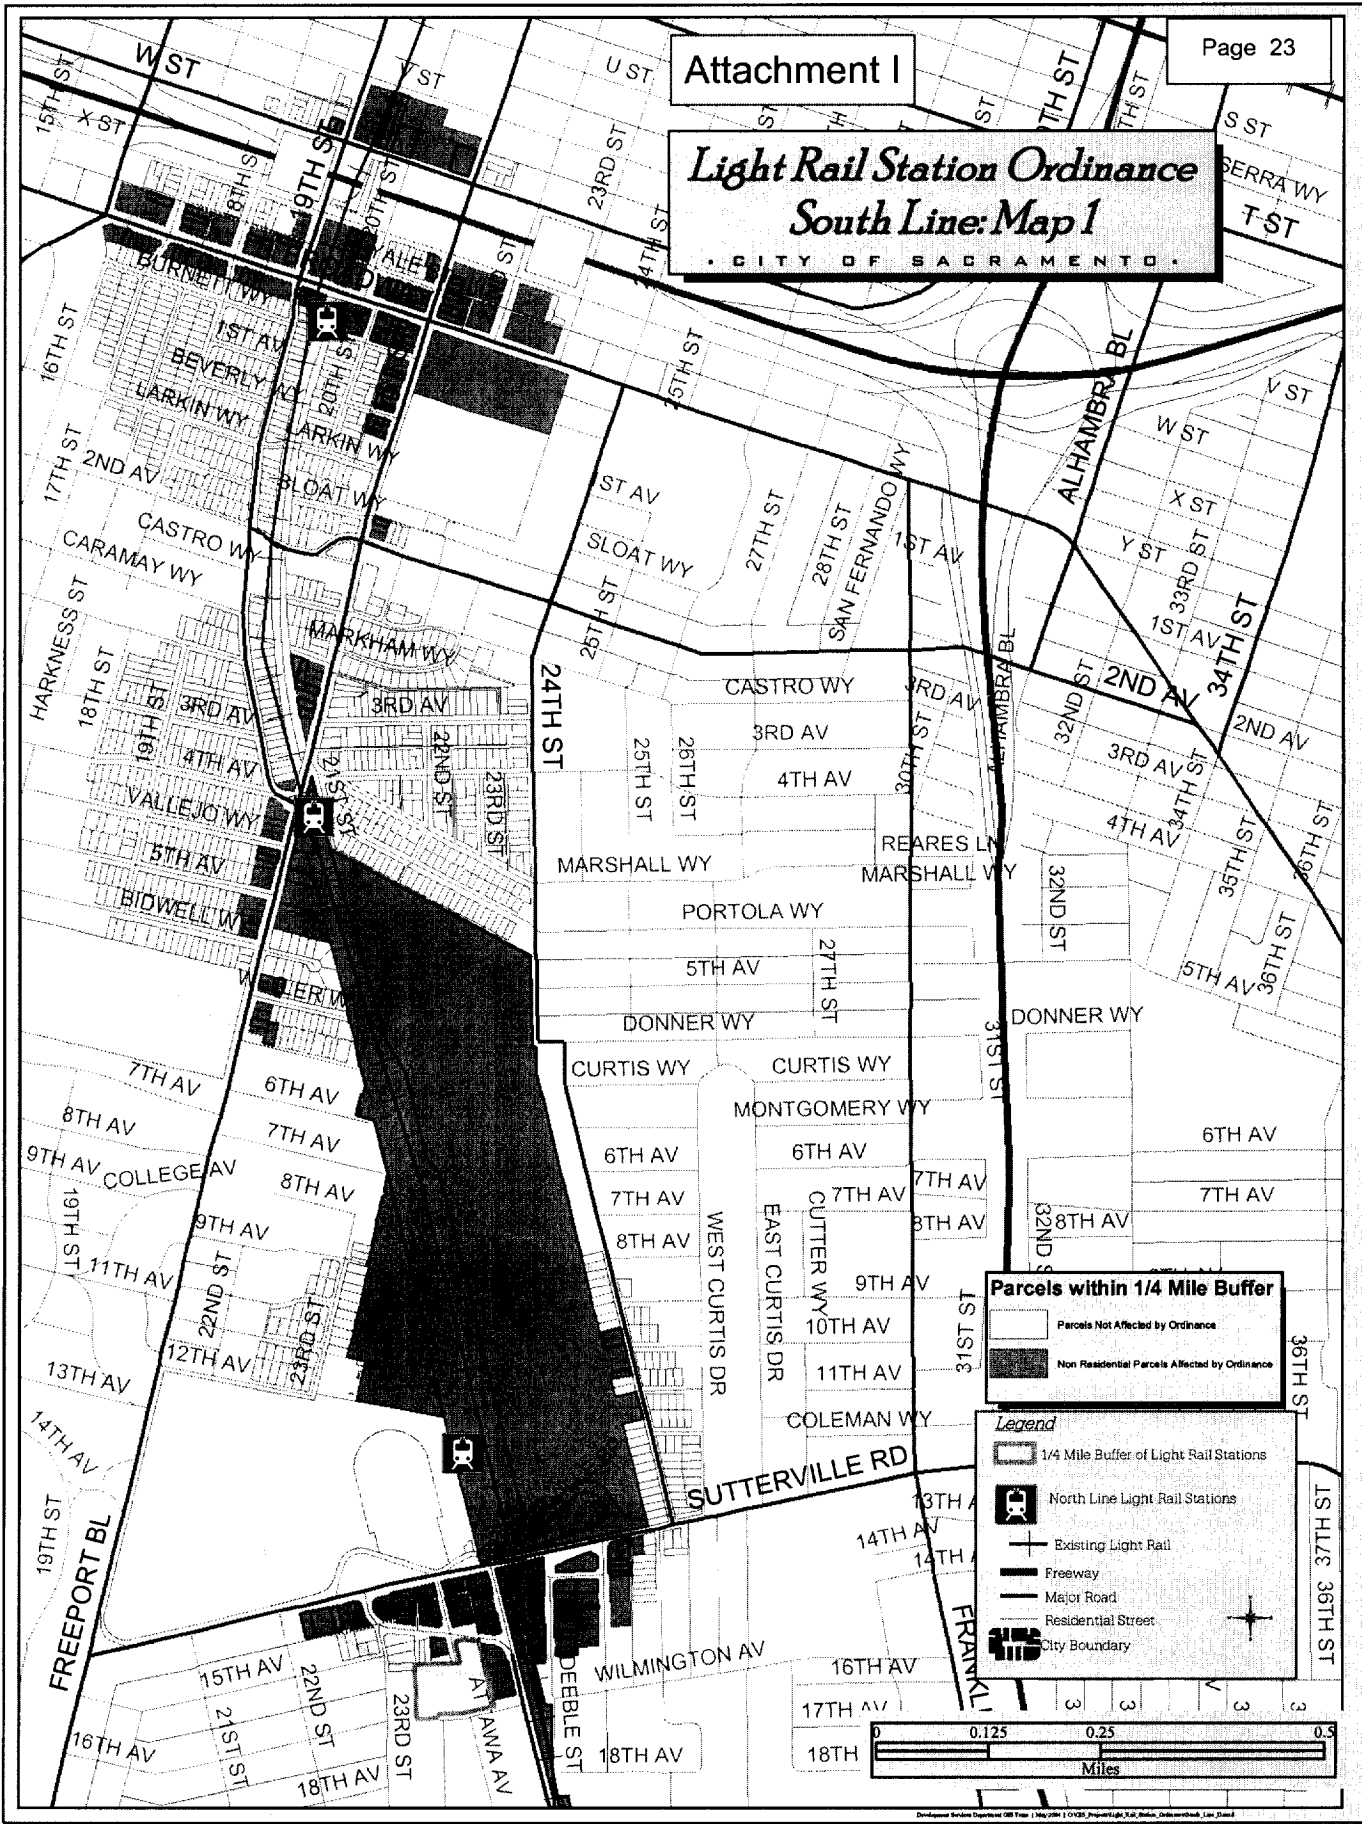 Page 23
Attachment I
Light Rail Station Ordinance
South Line: Map 1
· CITY OF SACRAMENTO ·
W ST
V ST
U ST
15TH ST
X ST
8TH ST
19TH ST
20TH ST
23RD ST
S ST
SERRA WY
T ST
YALE
BURNETT WY
16TH ST
1ST AV
BEVERLY WY
20TH ST
LARKIN WY
LARKIN WY
25TH ST
ALHAMBRA BL
V ST
W ST
17TH ST
2ND AV
SLOAT WY
ST AV
X ST
CASTRO WY
CARAMAY WY
SLOAT WY
27TH ST
28TH ST
SAN FERNANDO WY
1ST AV
Y ST
33RD ST
HARKNESS ST
25TH ST
MARKHAM WY
1ST AV
34TH ST
18TH ST
19TH ST
3RD AV
3RD AV
24TH ST
CASTRO WY
3RD AV
ALHAMBRA BL
32ND ST
2ND AV
2ND AV
4TH AV
21ST ST
22ND ST
23RD ST
25TH ST
26TH ST
3RD AV
4TH AV
30TH ST
3RD AV
34TH ST
VALLEJO WY
4TH AV
5TH AV
MARSHALL WY
REARES LN
MARSHALL WY
32ND ST
35TH ST
36TH ST
BIDWELL W
PORTOLA WY
5TH AV
27TH ST
5TH AV
36TH ST
DONNER WY
31ST ST
DONNER WY
7TH AV
6TH AV
CURTIS WY
CURTIS WY
8TH AV
7TH AV
MONTGOMERY WY
9TH AV
COLLEGE AV
8TH AV
6TH AV
6TH AV
6TH AV
19TH ST
9TH AV
7TH AV
7TH AV
7TH AV
7TH AV
CUTTER WY
8TH AV
8TH AV
32ND S
8TH AV
11TH AV
22ND ST
WEST CURTIS DR
EAST CURTIS DR
9TH AV
23RD ST
10TH AV
31ST ST
12TH AV
13TH AV
11TH AV
36TH ST
14TH AV
COLEMAN WY
SUTTERVILLE RD
19TH ST
FREEPORT BL
13TH A
14TH AV
14TH
37TH ST
36TH ST
FRANKL
15TH AV
22ND ST
21ST ST
23RD ST
DEEBLE ST
WILMINGTON AV
16TH AV
17TH AV
16TH AV
18TH AV
18TH AV
18TH
Parcels within 1/4 Mile Buffer
Parcels Not Affected by Ordinance
Non Residential Parcels Affected by Ordinance
Legend
1/4 Mile Buffer of Light Rail Stations
North Line Light Rail Stations
Existing Light Rail
Freeway
Major Road
Residential Street
City Boundary
0 0.125 0.25 0.5
Miles